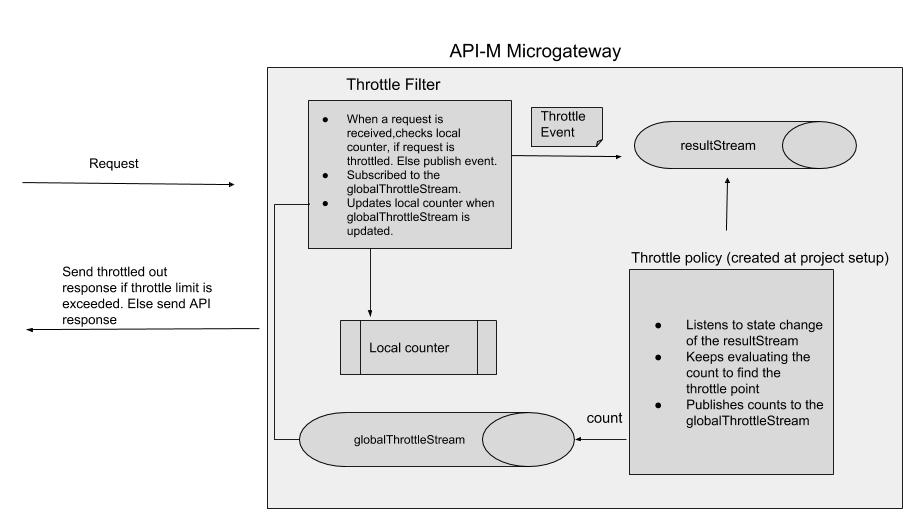 API-M Microgateway
Throttle Filter
● When a request is
received,checks local
counter, if request is
throttled. Else publish event.
● Subscribed to the
globalThrottleStream.
● Updates local counter when
globalThrottleStream is
updated.
Throttle
Event
resultStream
Request
Throttle policy (created at project setup)
Send throttled out
response if throttle limit is
exceeded. Else send API
response
● Listens to state change
of the resultStream
● Keeps evaluating the
count to find the
throttle point
● Publishes counts to the
globalThrottleStream
Local counter
count
globalThrottleStream